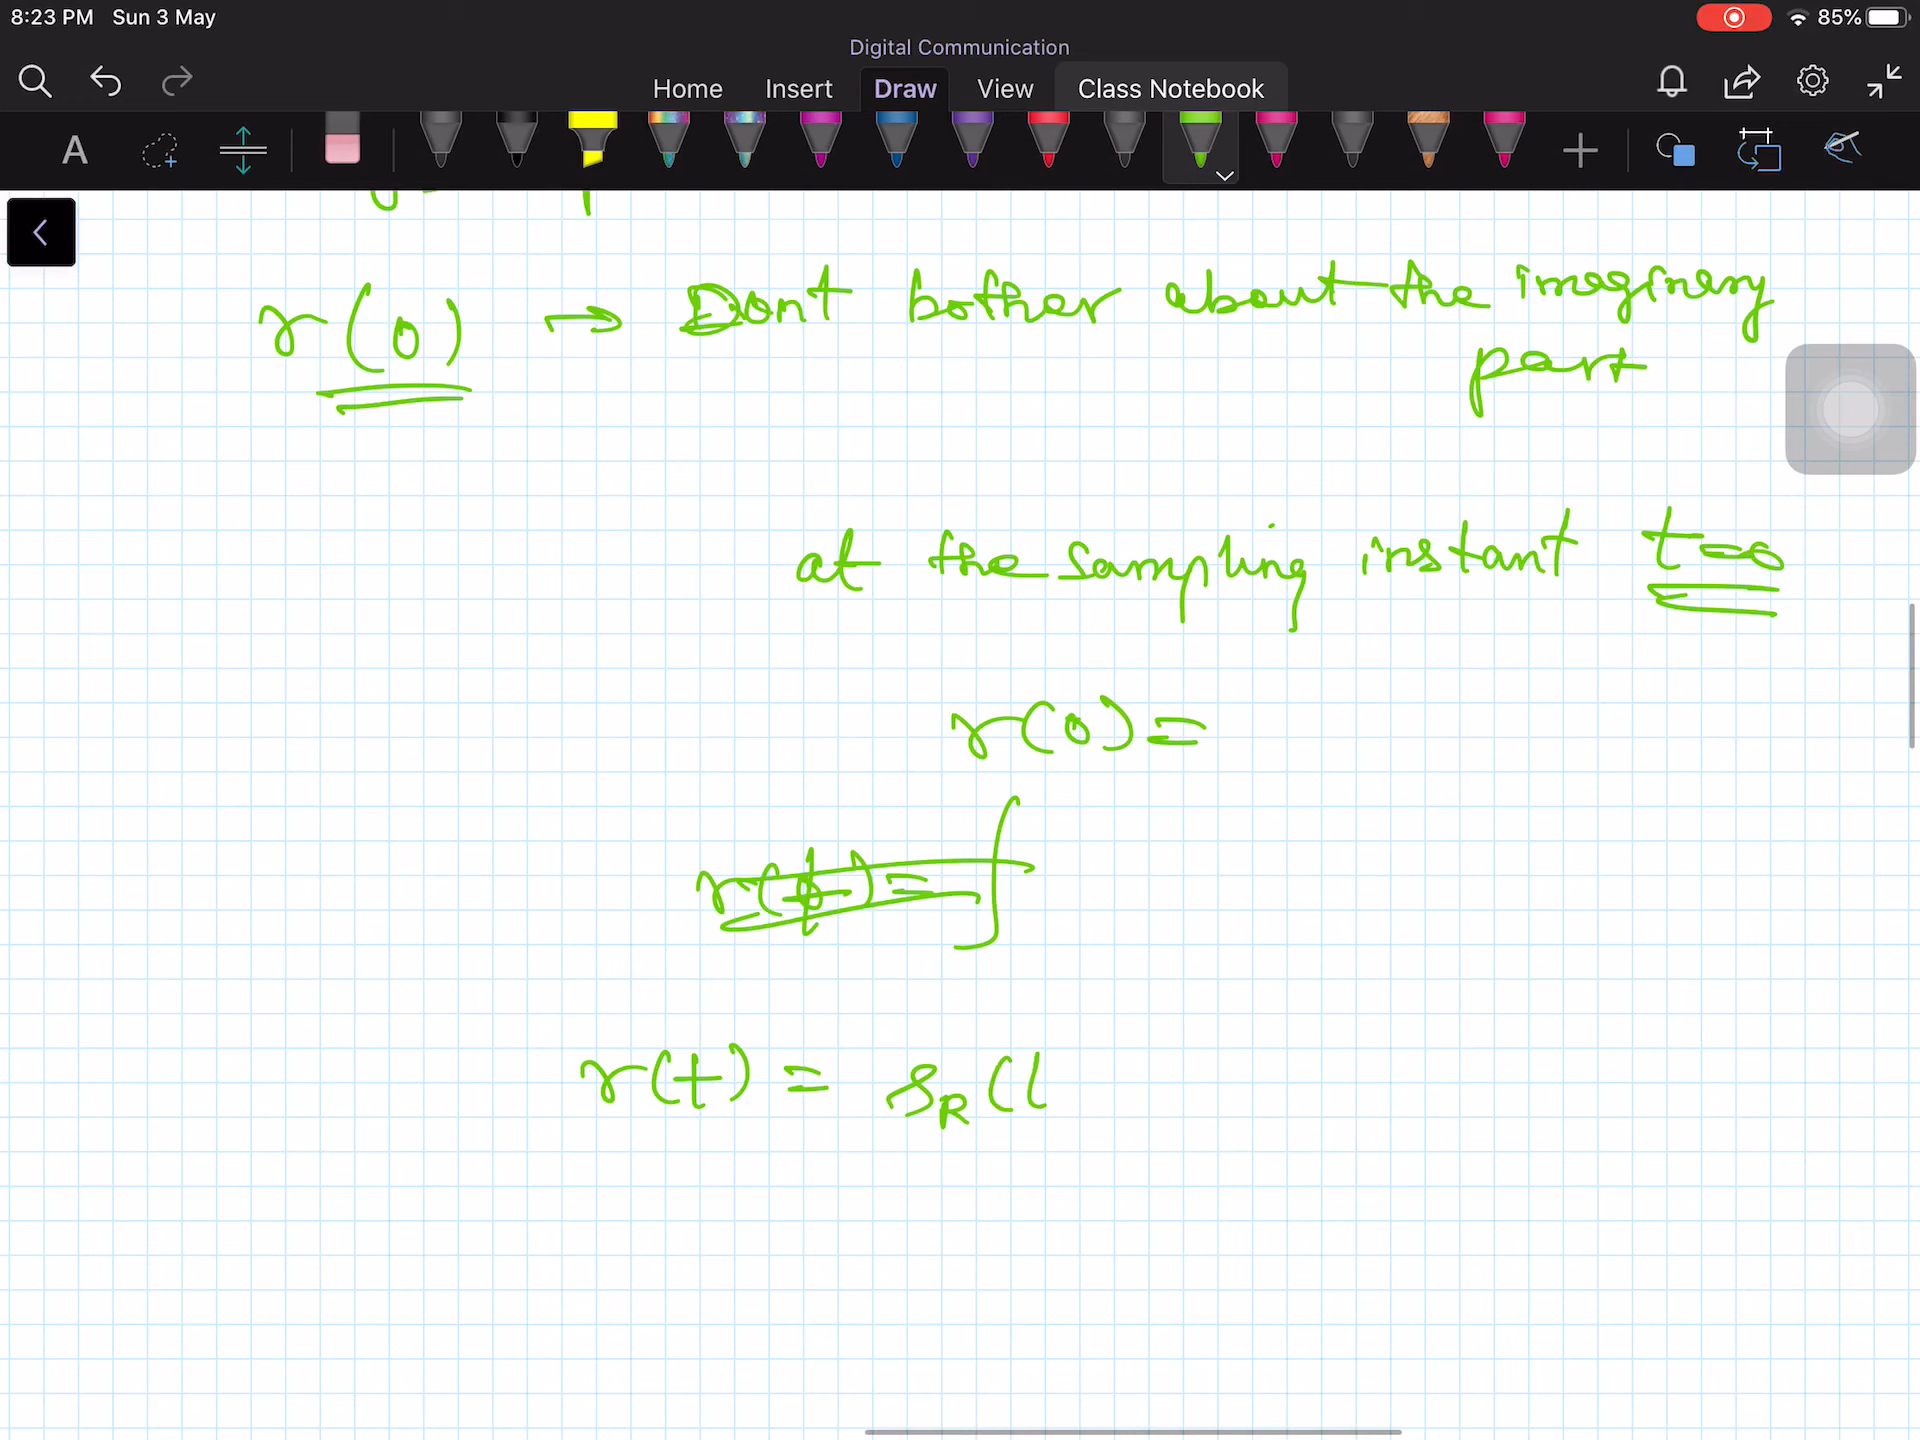 8:23 PM Sun 3 May 85%
Digital Communication
Home Insert Draw View Class Notebook
A
r(0) → Dont bother about the imaginary
part
at the sampling instant t=0
r(0)=
r(t) = s_R(